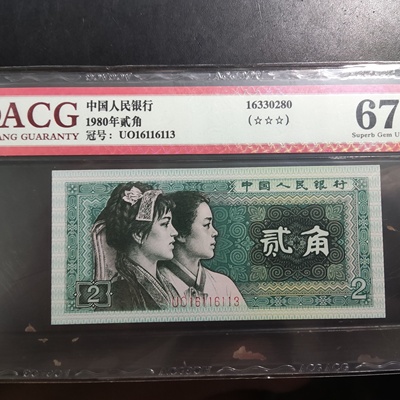 ACG
ANG GUARANTY
中国人民银行
1980年贰角
冠号：UO16116113
16330280
(☆☆☆)
67
Superb Gem U
中国人民银行
贰角
2
UO16116113
2